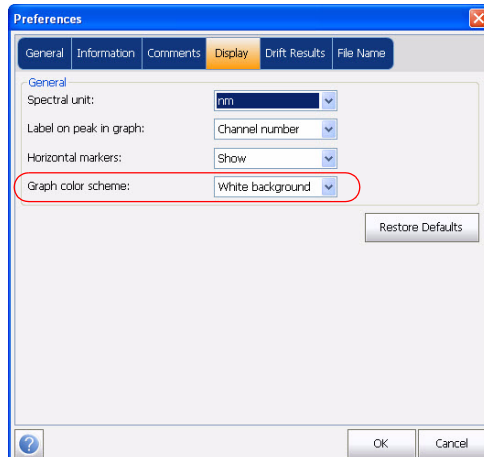 Preferences
General Information Comments Display Drift Results File Name
General
Spectral unit: nm
Label on peak in graph: Channel number
Horizontal markers: Show
Graph color scheme: White background
Restore Defaults
? OK Cancel